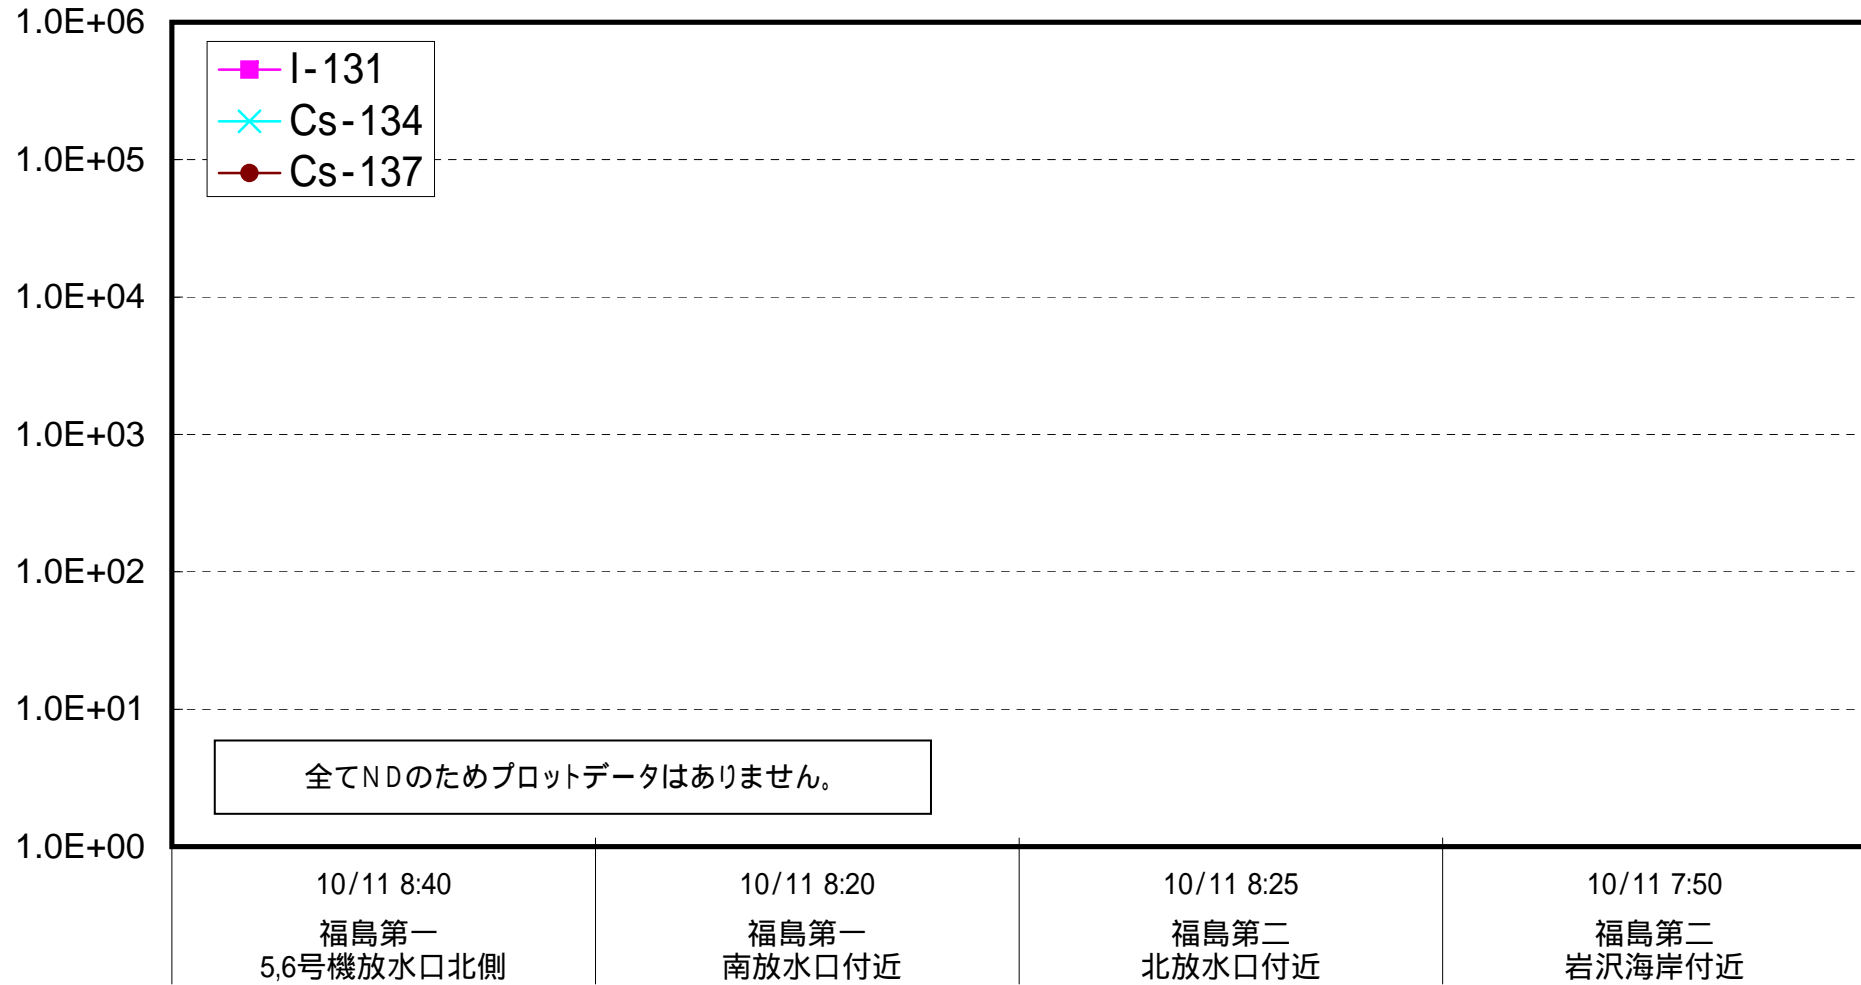 1.0E+06
1.0E+05
1.0E+04
1.0E+03
1.0E+02
1.0E+01
1.0E+00
I-131
Cs-134
Cs-137
全てNDのためプロットデータはありません。
10/11 8:40
福島第一
5,6号機放水口北側
10/11 8:20
福島第一
南放水口付近
10/11 8:25
福島第二
北放水口付近
10/11 7:50
福島第二
岩沢海岸付近